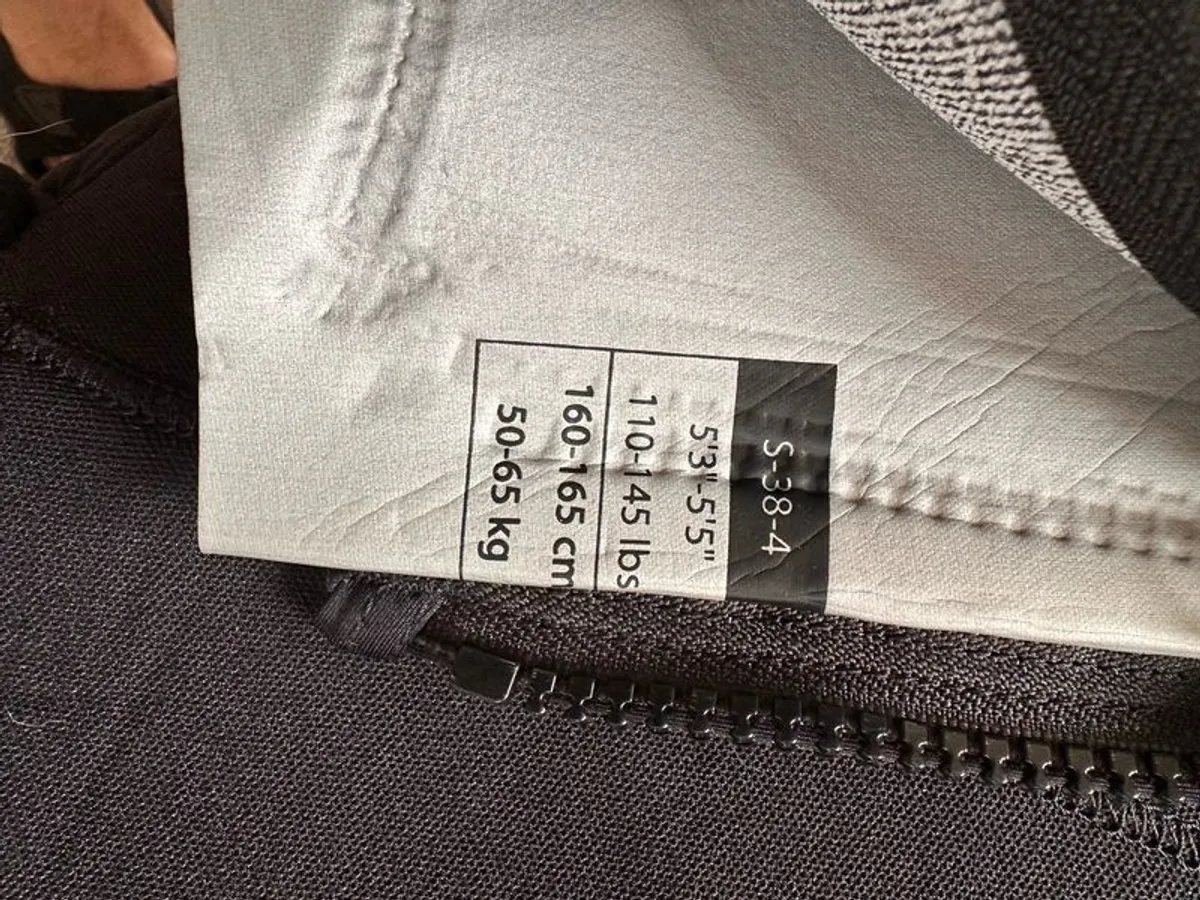 S-38-4
5'3"-5'5"
110-145 lbs
160-165 cm
50-65 kg